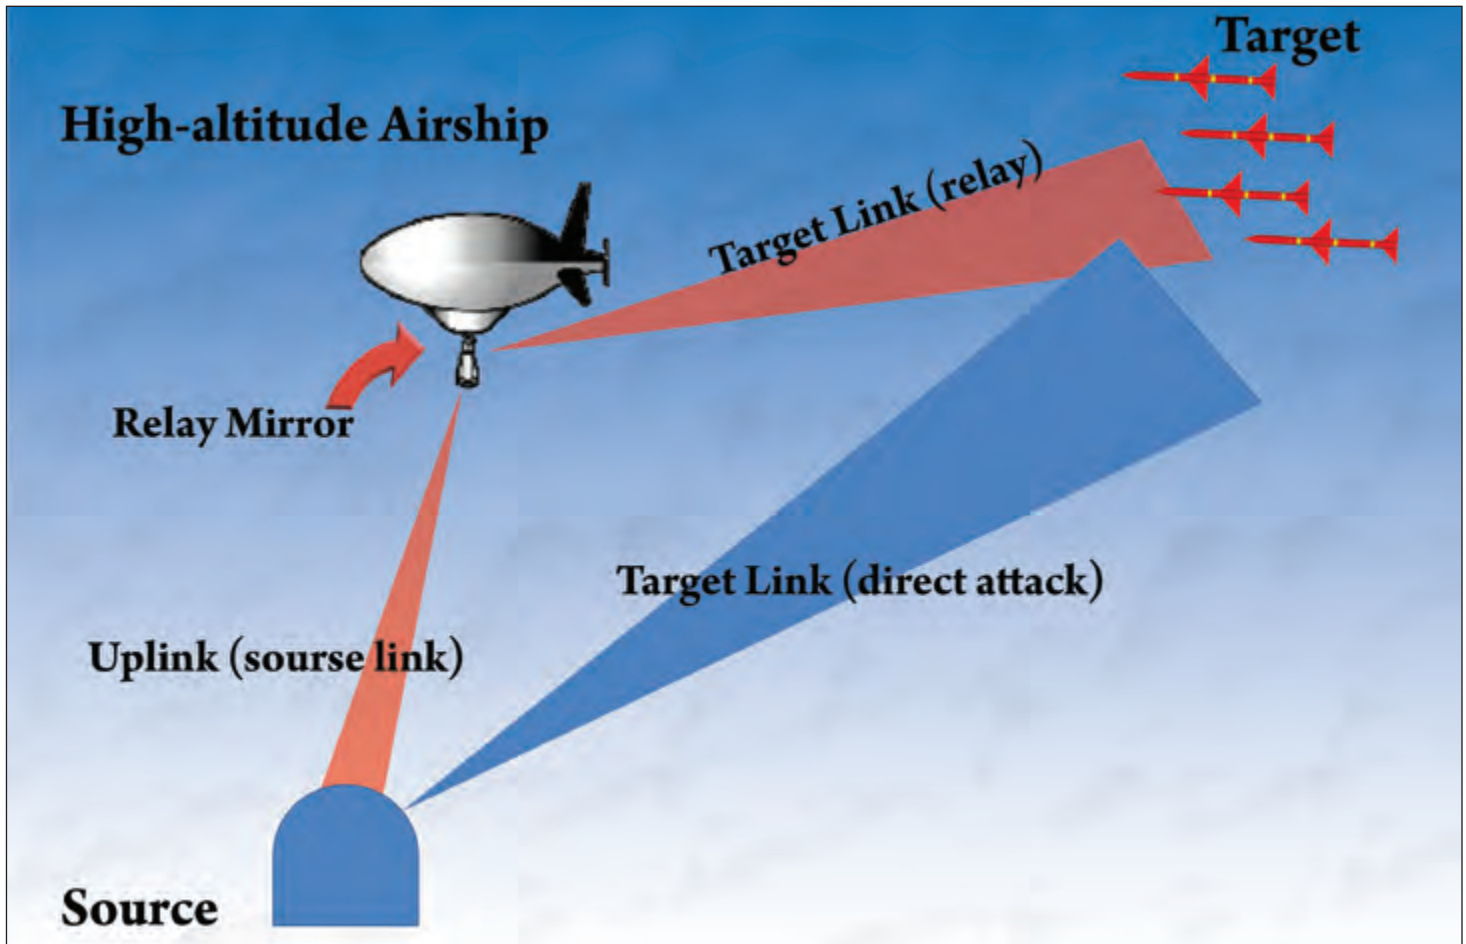 Target
High-altitude Airship
Target Link (relay)
Relay Mirror
Target Link (direct attack)
Uplink (sourse link)
Source